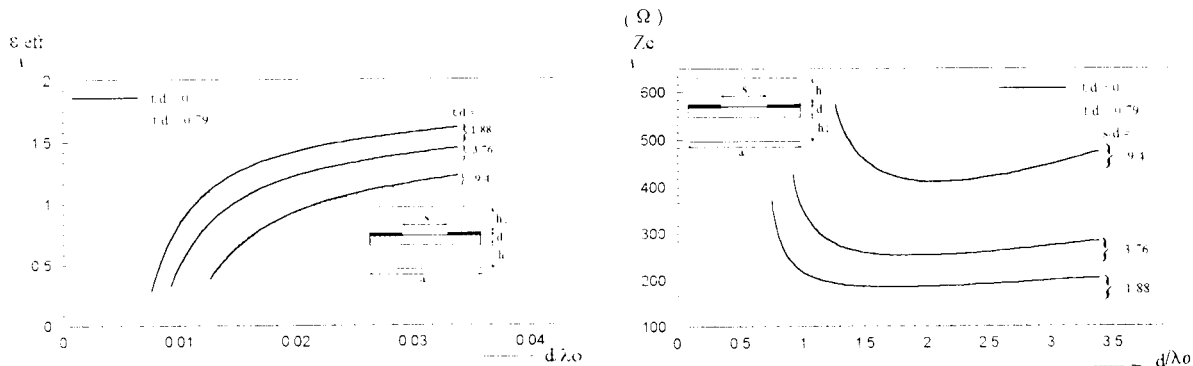 ε eff
2
1.5
1
0.5
0
0
0.01
0.02
0.03
0.04
d/λo
t/d = 0
t/d = 0.79
1.88
3.76
9.4
s
h
d
h
a
(Ω)
Zc
600
500
400
300
200
100
0
0.5
1
1.5
2
2.5
3
3.5
d/λo
s
h
d
h
a
t/d = 0
t/d = 0.79
s/d =
9.4
3.76
1.88